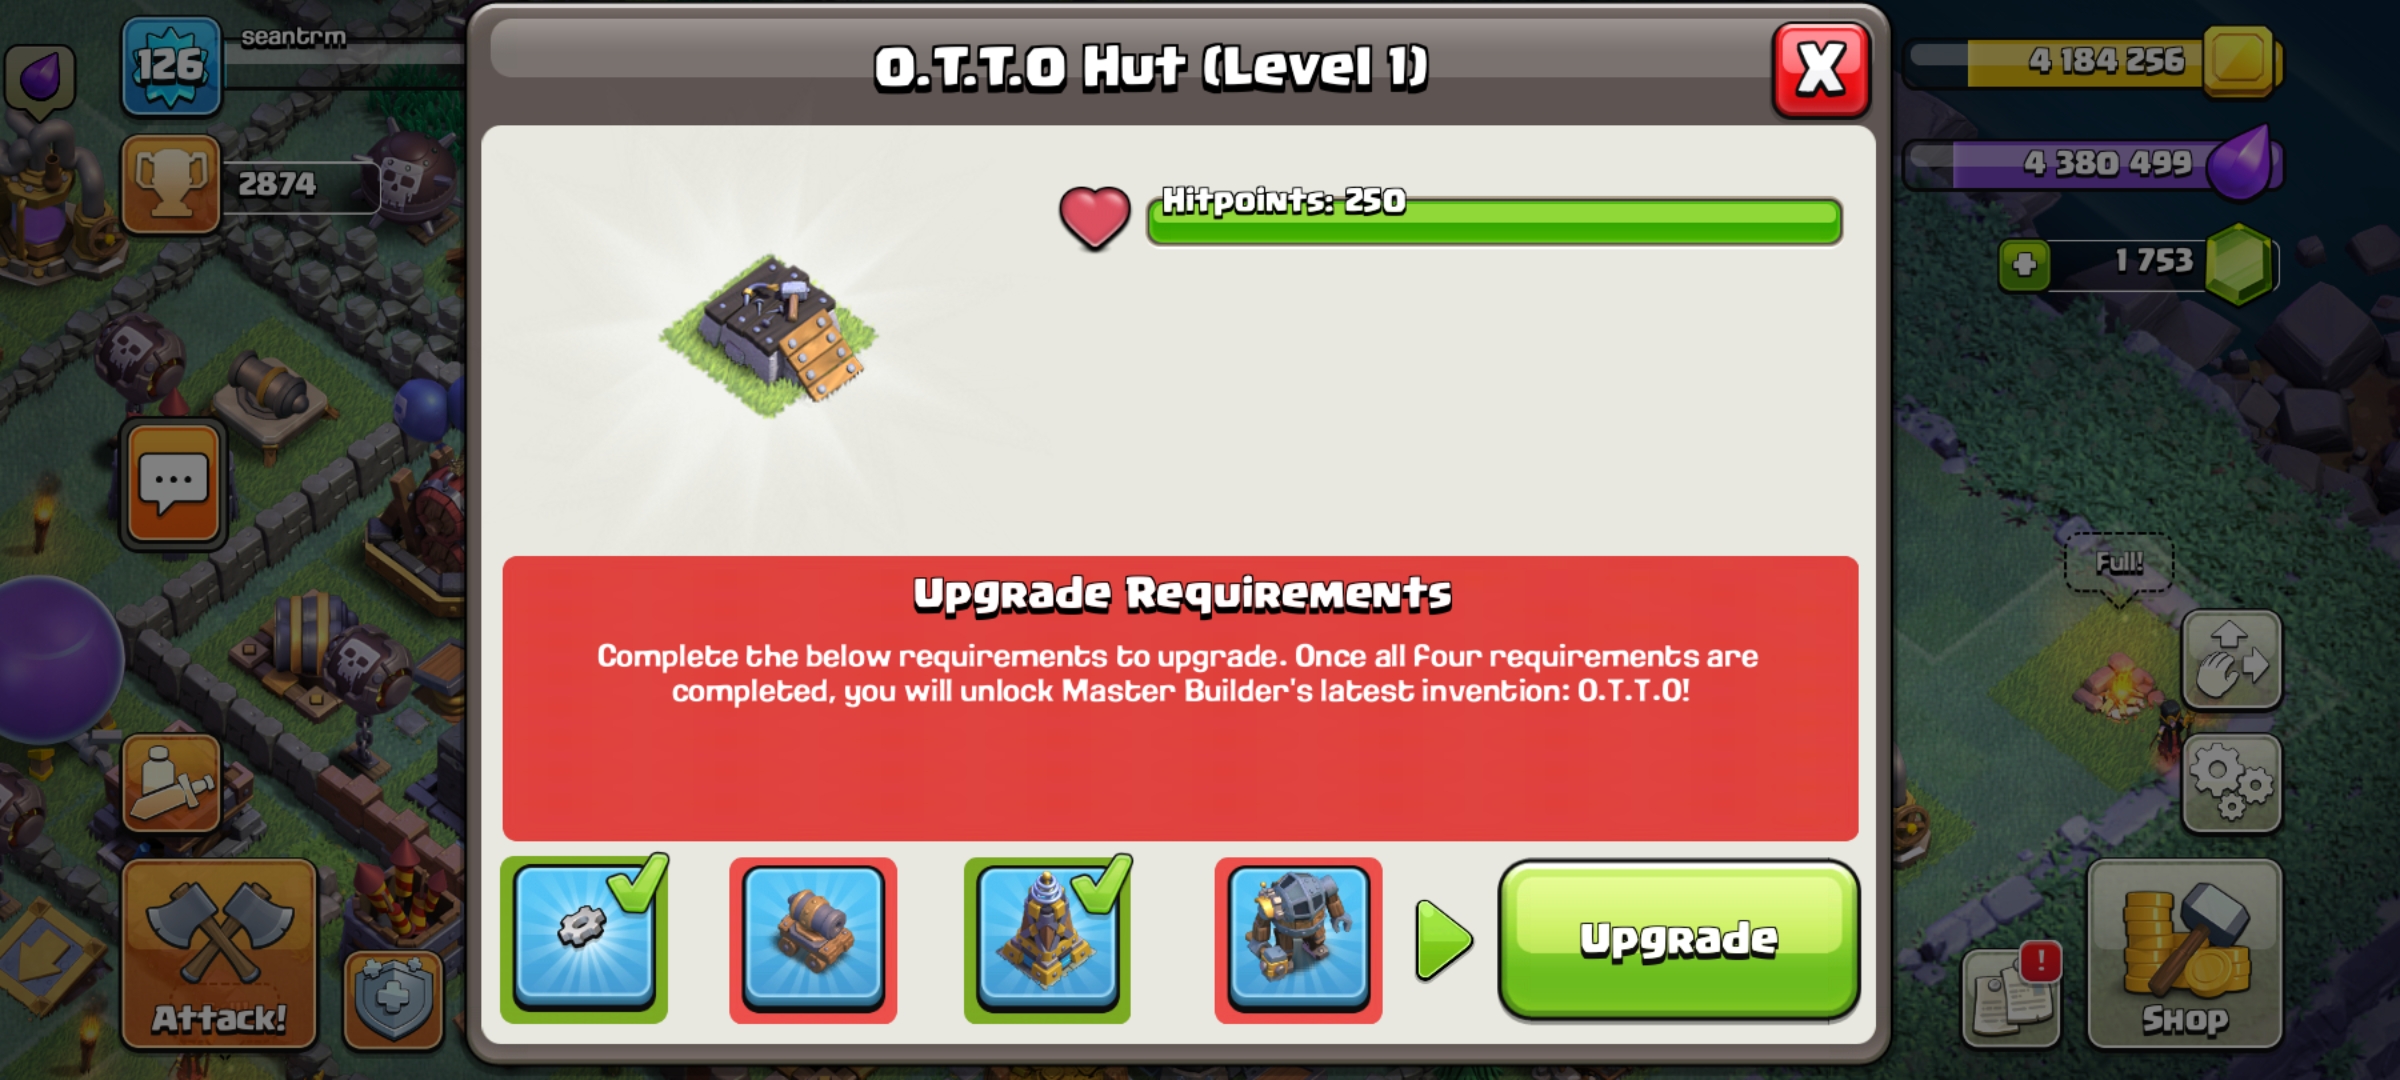 126
seantrm
2874
O.T.T.O Hut (Level 1)
X
4 184 256
4 380 499
1 753
Hitpoints: 250
Upgrade Requirements
Complete the below requirements to upgrade. Once all four requirements are
completed, you will unlock Master Builder's latest invention: O.T.T.O!
Full!
Upgrade
Attack!
!
Shop